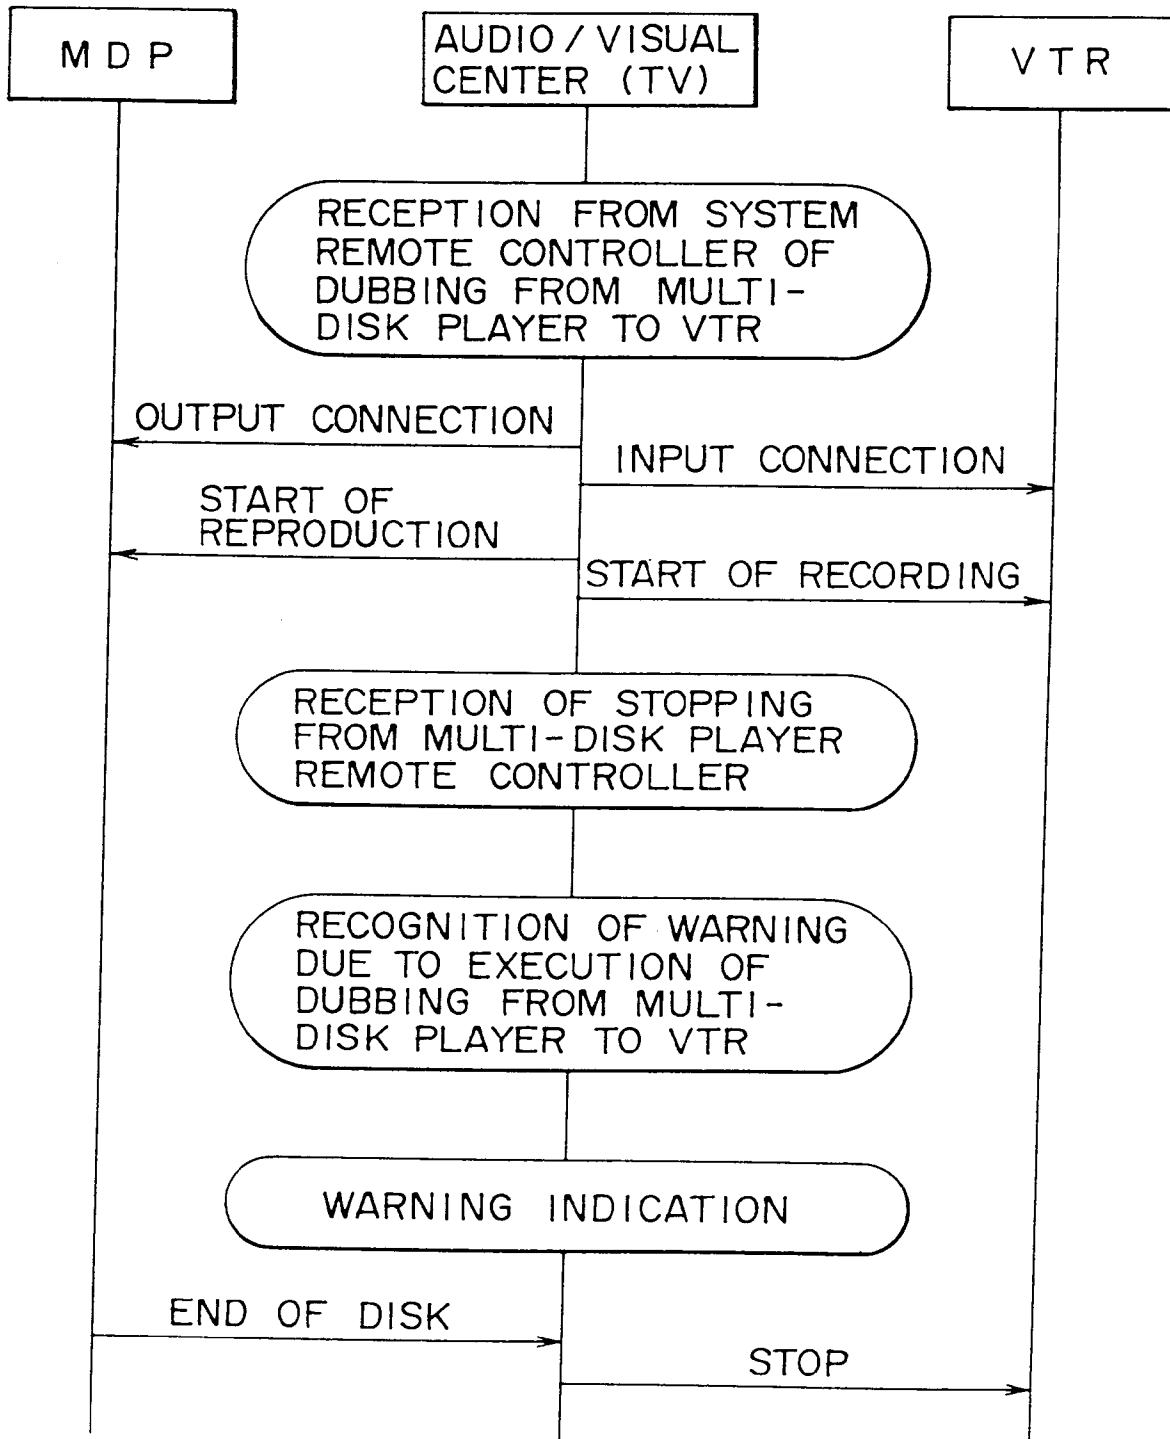 MDP
AUDIO/VISUAL
CENTER (TV)
VTR
RECEPTION FROM SYSTEM
REMOTE CONTROLLER OF
DUBBING FROM MULTI-
DISK PLAYER TO VTR
OUTPUT CONNECTION
INPUT CONNECTION
START OF
REPRODUCTION
START OF RECORDING
RECEPTION OF STOPPING
FROM MULTI-DISK PLAYER
REMOTE CONTROLLER
RECOGNITION OF WARNING
DUE TO EXECUTION OF
DUBBING FROM MULTI-
DISK PLAYER TO VTR
WARNING INDICATION
END OF DISK
STOP